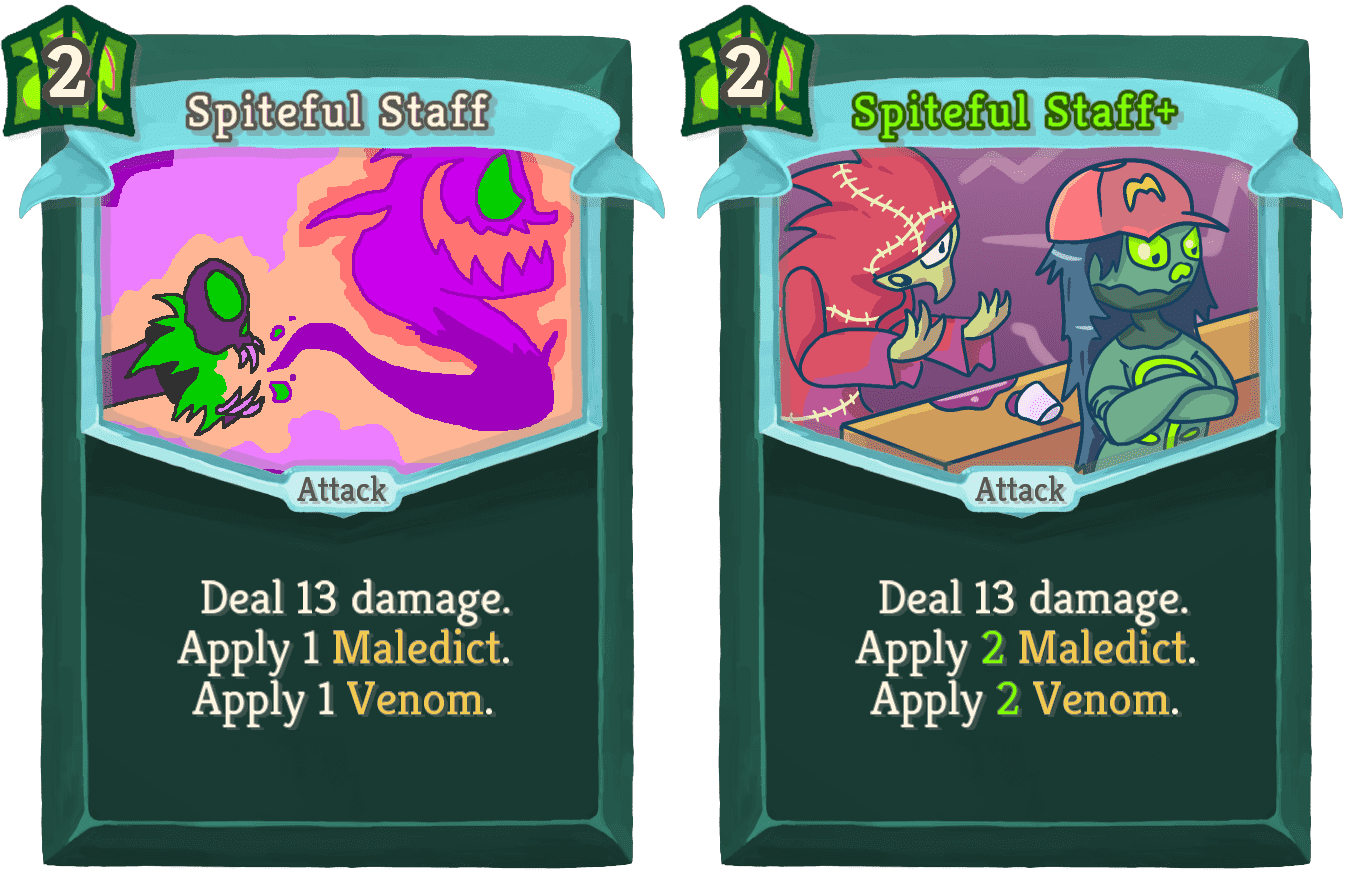 2
Spiteful Staff
Attack
Deal 13 damage.
Apply 1 Maledict.
Apply 1 Venom.
2
Spiteful Staff+
M
Attack
Deal 13 damage.
Apply 2 Maledict.
Apply 2 Venom.